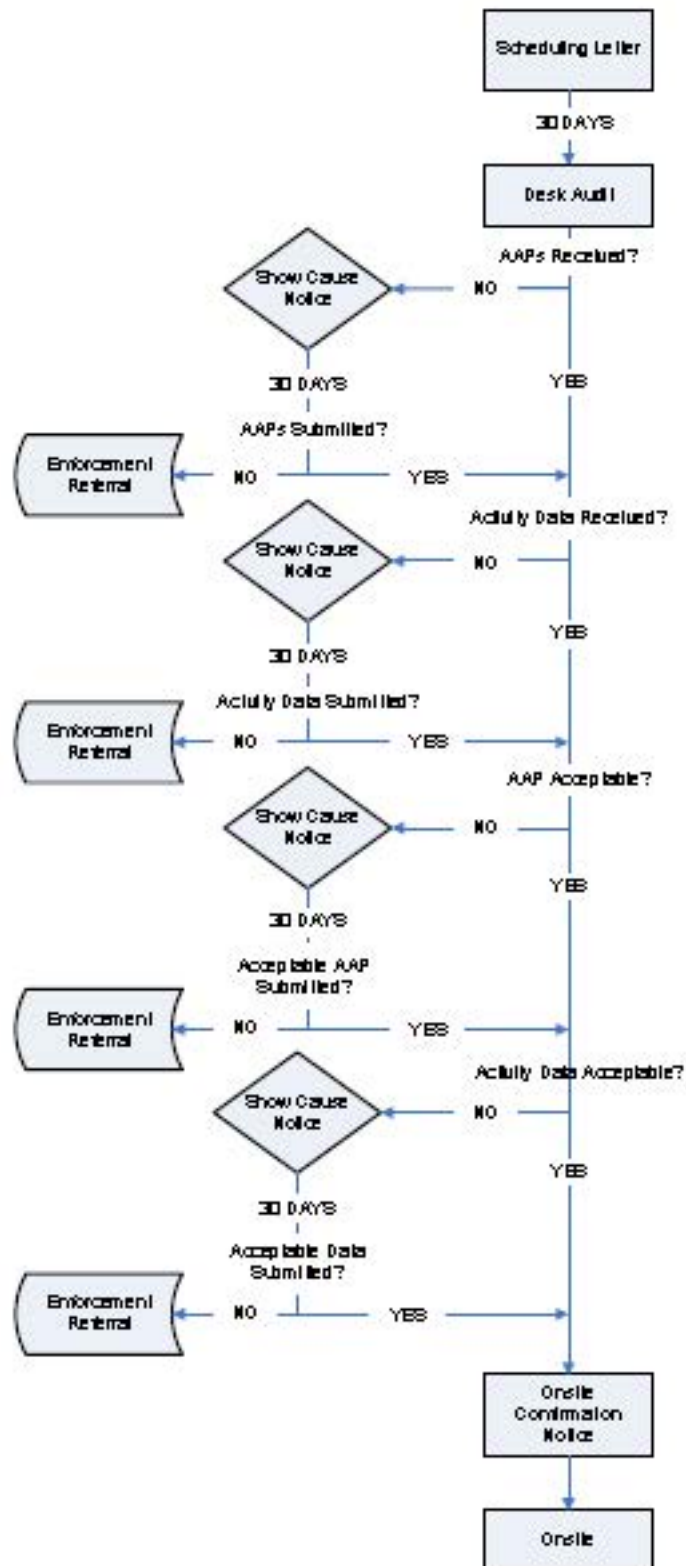 Scheduling Letter
30 DAYS
Desk Audit
AAPs Received?
Show Cause
Notice
NO
30 DAYS
YES
AAPs Submitted?
Enforcement
Referral
NO
YES
Activity Data Received?
Show Cause
Notice
NO
YES
30 DAYS
Activity Data Submitted?
Enforcement
Referral
NO
YES
AAP Acceptable?
Show Cause
Notice
NO
YES
30 DAYS
Acceptable AAP
Submitted?
Enforcement
Referral
NO
YES
Activity Data Acceptable?
Show Cause
Notice
NO
YES
30 DAYS
Acceptable Data
Submitted?
Enforcement
Referral
NO
YES
Onsite
Confirmation
Notice
Onsite